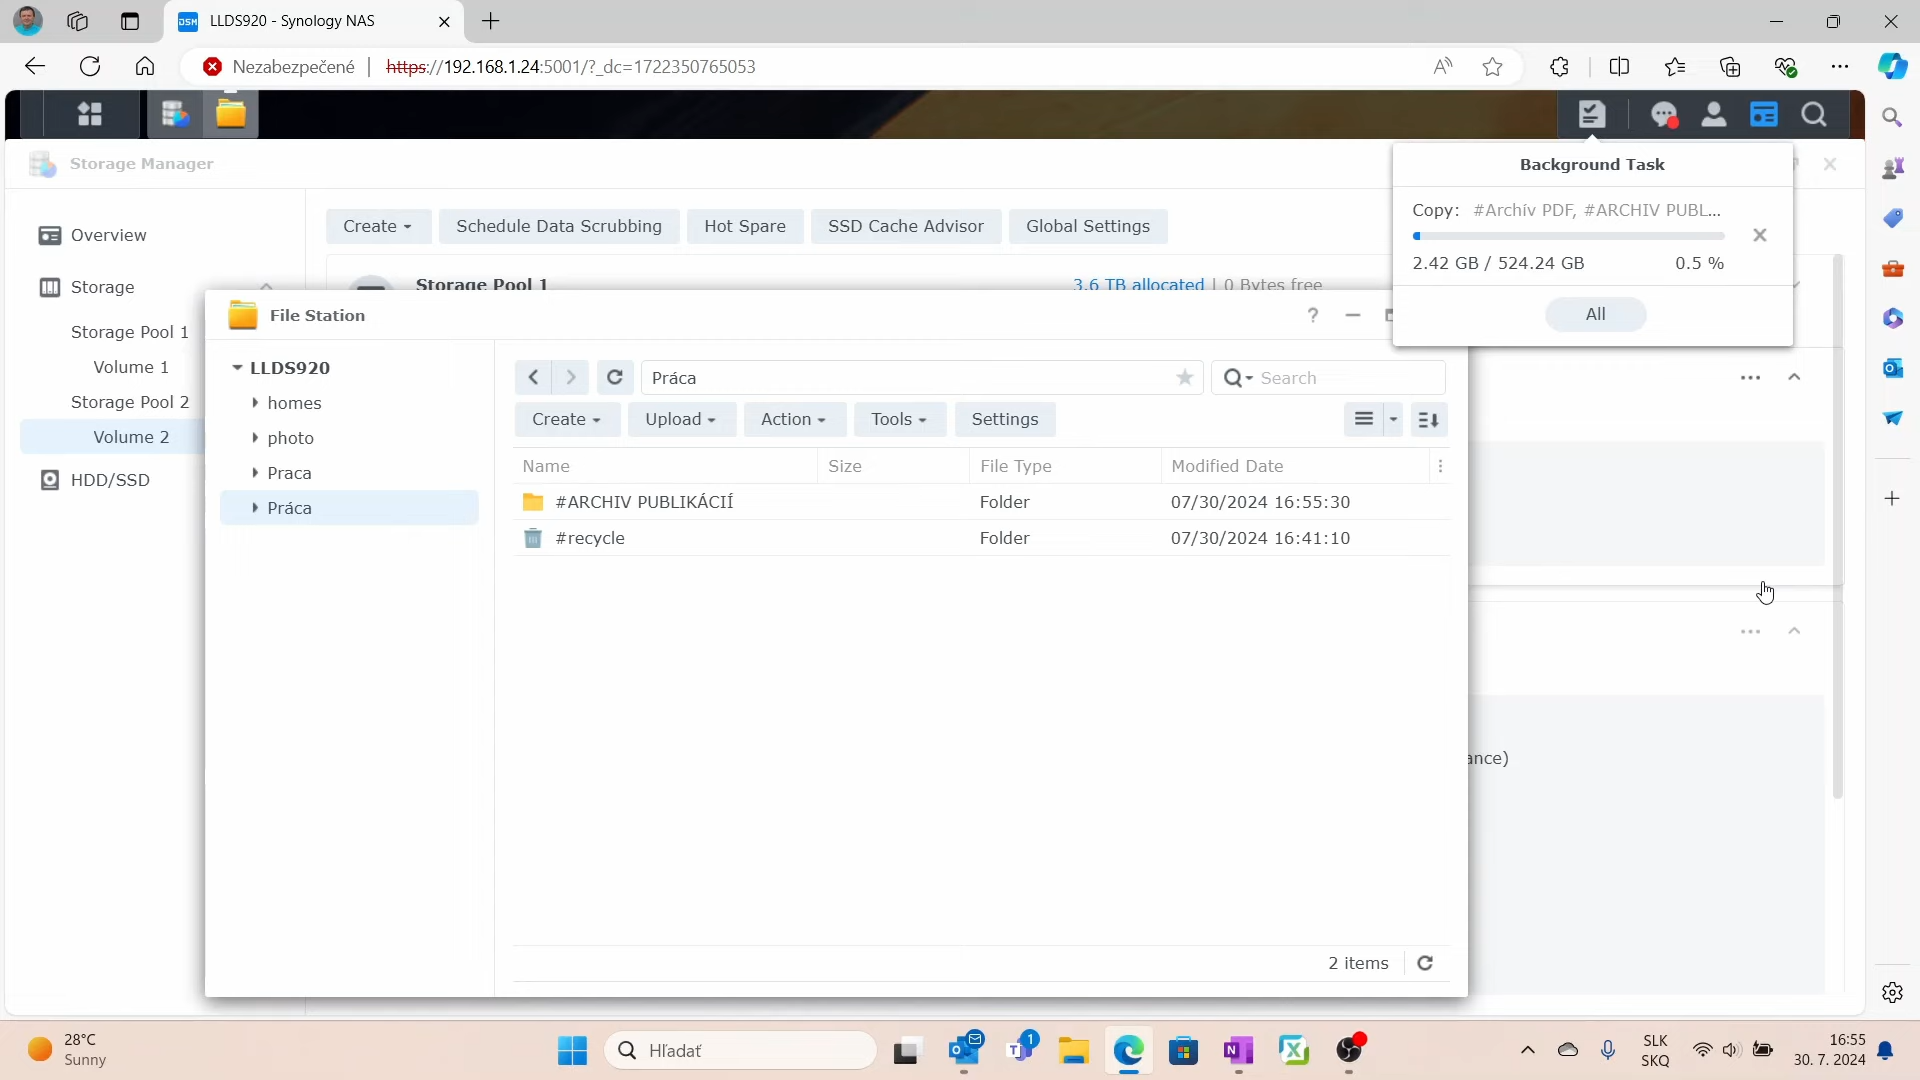 LLDS920 - Synology NAS
Nezabezpečené
https://192.168.1.24:5001/?_dc=1722350765053
Storage Manager
Overview
Storage
Storage Pool 1
Volume 1
Storage Pool 2
Volume 2
HDD/SSD
Create
Schedule Data Scrubbing
Hot Spare
SSD Cache Advisor
Global Settings
Storage Pool 1
3.6 TB allocated | 0 Bytes free
Background Task
Copy: #Archív PDF, #ARCHIV PUBL...
2.42 GB / 524.24 GB
0.5 %
All
File Station
LLDS920
homes
photo
Praca
Práca
Práca
Search
Create
Upload
Action
Tools
Settings
Name
Size
File Type
Modified Date
#ARCHIV PUBLIKÁCIÍ
Folder
07/30/2024 16:55:30
#recycle
Folder
07/30/2024 16:41:10
2 items
ance)
28°C
Sunny
Hľadať
1
SLK
SKQ
16:55
30. 7. 2024